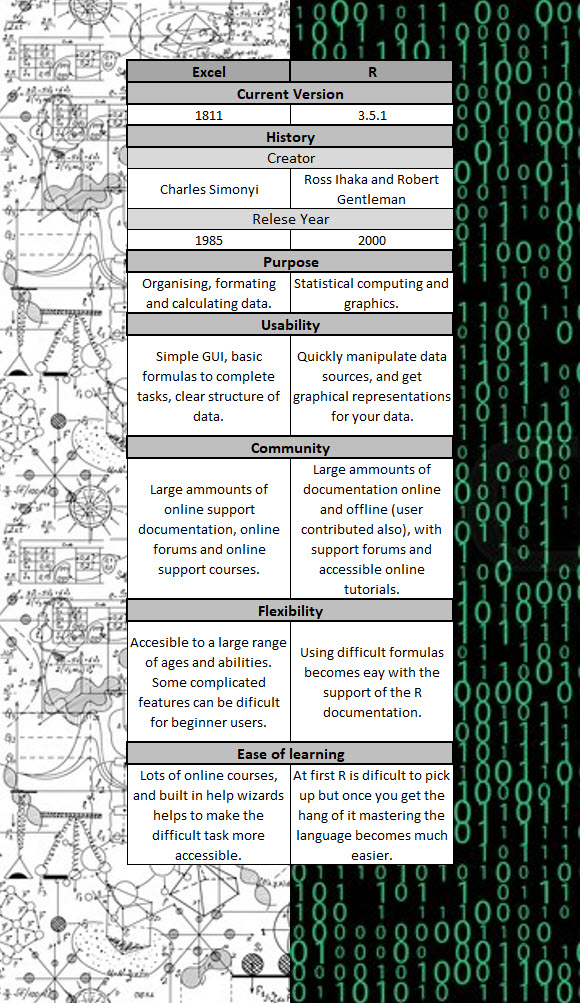 Excel R
Current Version
1811 3.5.1
History
Creator
Charles Simonyi
Ross Ihaka and Robert
Gentleman
Relese Year
1985 2000
Purpose
Organising, formating
and calculating data.
Statistical computing and
graphics.
Usability
Simple GUI, basic
formulas to complete
tasks, clear structure of
data.
Quickly manipulate data
sources, and get
graphical representations
for your data.
Community
Large ammounts of
online support
documentation, online
forums and online
support courses.
Large ammounts of
documentation online
and offline (user
contributed also), with
support forums and
accessible online
tutorials.
Flexibility
Accesible to a large range
of ages and abilities.
Some complicated
features can be dificult
for beginner users.
Using difficult formulas
becomes eay with the
support of the R
documentation.
Ease of learning
Lots of online courses,
and built in help wizards
helps to make the
difficult task more
accessible.
At first R is dificult to pick
up but once you get the
hang of it mastering the
language becomes much
easier.